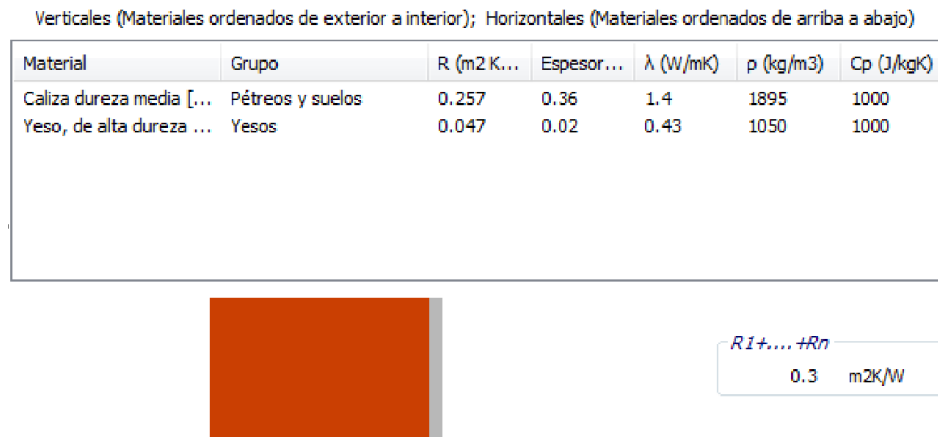 Verticales (Materiales ordenados de exterior a interior); Horizontales (Materiales ordenados de arriba a abajo)
Material Grupo R (m2 K... Espesor... λ (W/mK) ρ (kg/m3) Cp (J/kgK)
Caliza dureza media [... Pétreos y suelos 0.257 0.36 1.4 1895 1000
Yeso, de alta dureza ... Yesos 0.047 0.02 0.43 1050 1000
R1+....+Rn
0.3 m2K/W